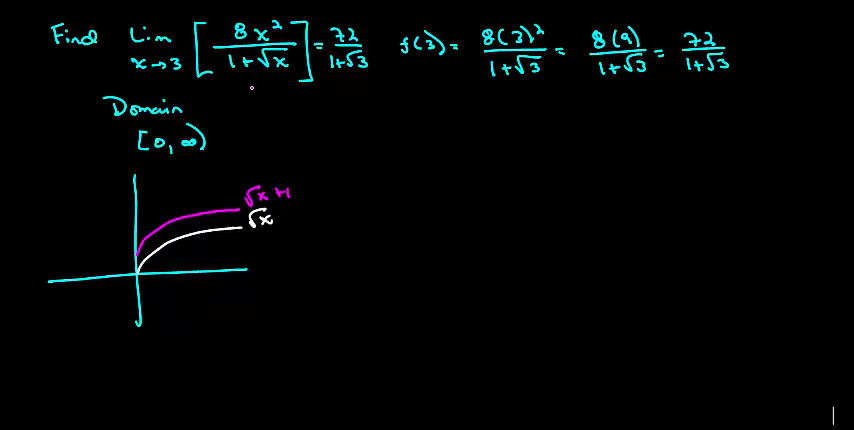 Find Lim x→3 [ 8x² / (1+√x) ] = 72 / (1+√3) f(3) = 8(3)² / (1+√3) = 8(9) / (1+√3) = 72 / (1+√3)
Domain
[0, ∞)
√x +1
√x